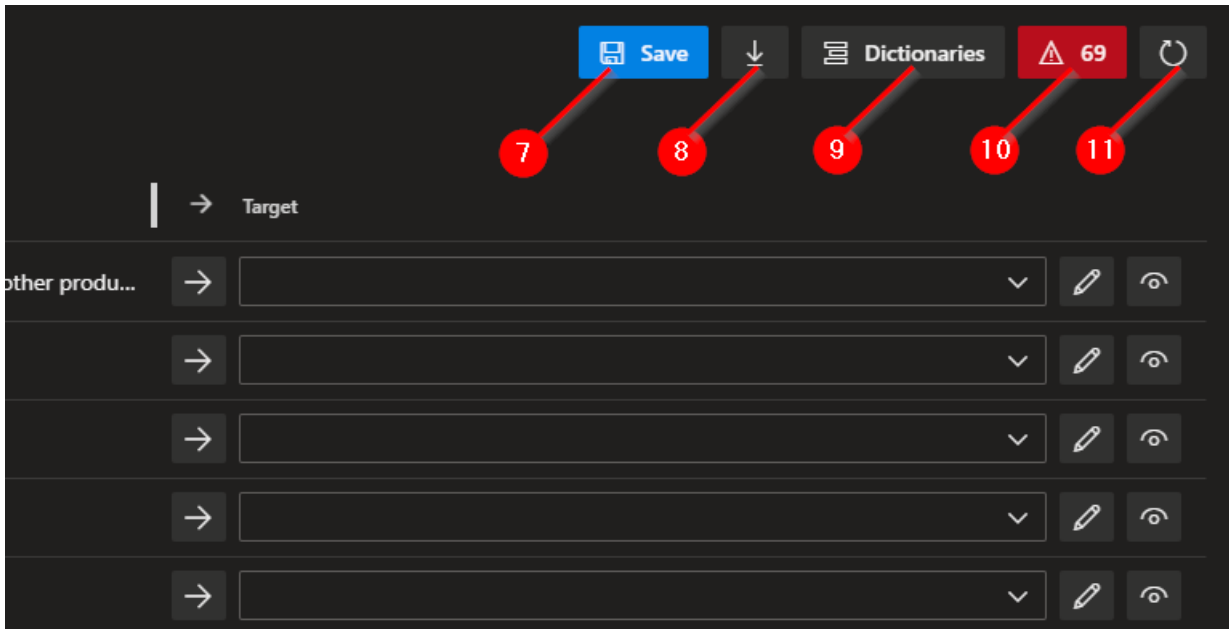 Save
Dictionaries
69
7
8
9
10
11
Target
other produ...